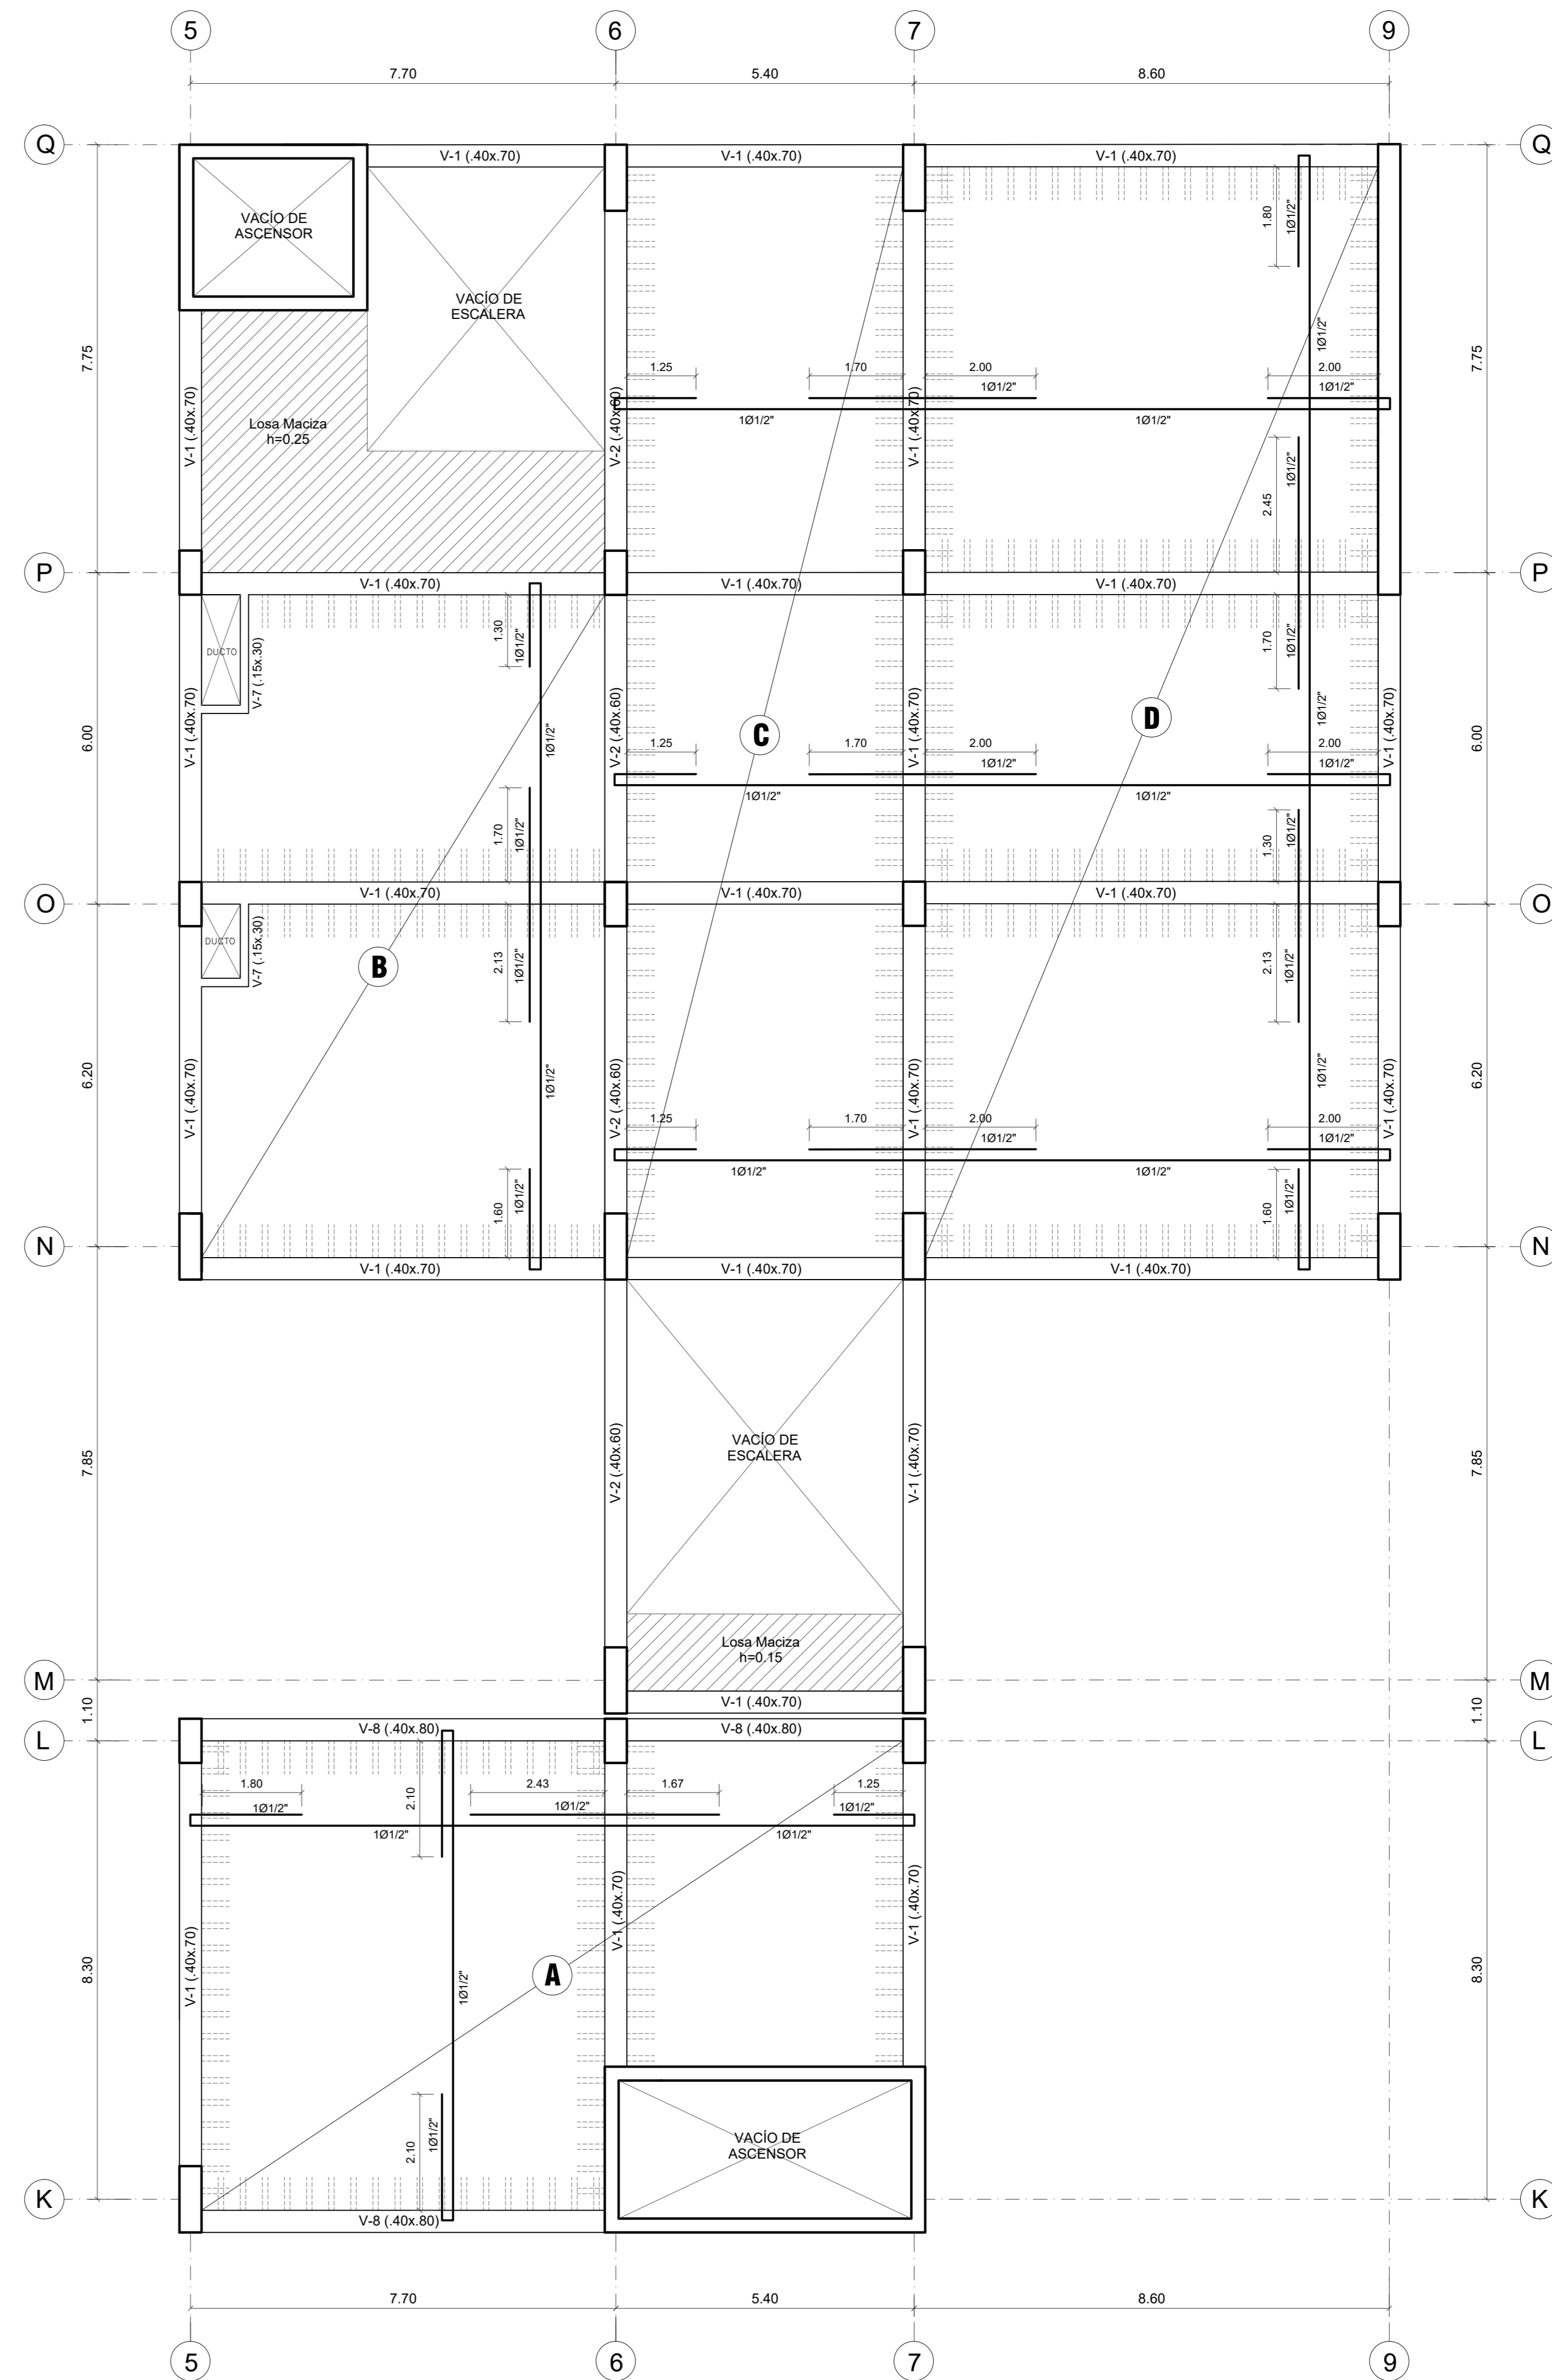 5
6
7
9
7.70
5.40
8.60
Q
Q
V-1 (.40x.70)
V-1 (.40x.70)
V-1 (.40x.70)
VACÍO DE
ASCENSOR
1.80
1Ø1/2"
VACÍO DE
ESCALERA
1Ø1/2"
7.75
7.75
1.25
1.70
2.00
2.00
1Ø1/2"
1Ø1/2"
V-1 (.40x.70)
V-2 (.40x.60)
V-1 (.40x.70)
1Ø1/2"
1Ø1/2"
Losa Maciza
h=0.25
2.45
1Ø1/2"
P
P
V-1 (.40x.70)
V-1 (.40x.70)
V-1 (.40x.70)
1.30
1Ø1/2"
1.70
1Ø1/2"
DUCTO
V-7 (.15x.30)
6.00
6.00
V-1 (.40x.70)
V-2 (.40x.60)
V-1 (.40x.70)
V-1 (.40x.70)
1Ø1/2"
1Ø1/2"
C
D
1.25
1.70
2.00
2.00
1Ø1/2"
1Ø1/2"
1Ø1/2"
1Ø1/2"
1.70
1Ø1/2"
1.30
1Ø1/2"
V-1 (.40x.70)
V-1 (.40x.70)
V-1 (.40x.70)
O
O
DUCTO
V-7 (.15x.30)
2.13
1Ø1/2"
2.13
1Ø1/2"
B
6.20
6.20
V-1 (.40x.70)
V-2 (.40x.60)
V-1 (.40x.70)
V-1 (.40x.70)
1Ø1/2"
1Ø1/2"
1.25
1.70
2.00
2.00
1Ø1/2"
1Ø1/2"
1Ø1/2"
1Ø1/2"
1.60
1Ø1/2"
1.60
1Ø1/2"
N
N
V-1 (.40x.70)
V-1 (.40x.70)
V-1 (.40x.70)
7.85
7.85
VACÍO DE
ESCALERA
V-2 (.40x.60)
V-1 (.40x.70)
Losa Maciza
h=0.15
M
M
V-1 (.40x.70)
1.10
1.10
V-8 (.40x.80)
V-8 (.40x.80)
L
L
1.80
2.43
1.67
1.25
2.10
1Ø1/2"
1Ø1/2"
1Ø1/2"
1Ø1/2"
1Ø1/2"
V-1 (.40x.70)
V-1 (.40x.70)
V-1 (.40x.70)
8.30
8.30
A
1Ø1/2"
2.10
1Ø1/2"
VACÍO DE
ASCENSOR
K
K
V-8 (.40x.80)
7.70
5.40
8.60
5
6
7
9